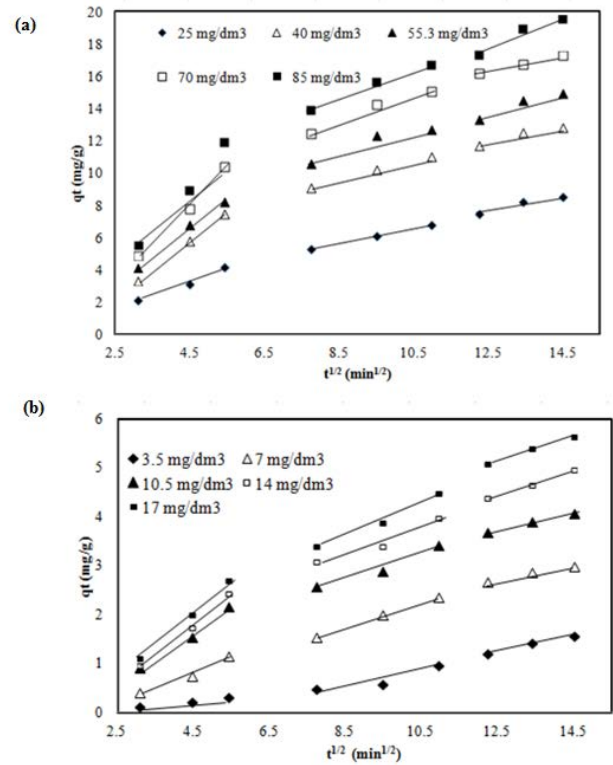 (a)
25 mg/dm3
40 mg/dm3
55.3 mg/dm3
70 mg/dm3
85 mg/dm3
qt (mg/g)
20
18
16
14
12
10
8
6
4
2
0
2.5 4.5 6.5 8.5 10.5 12.5 14.5
t1/2 (min1/2)
(b)
3.5 mg/dm3
7 mg/dm3
10.5 mg/dm3
14 mg/dm3
17 mg/dm3
qt (mg/g)
6
5
4
3
2
1
0
2.5 4.5 6.5 8.5 10.5 12.5 14.5
t1/2 (min1/2)